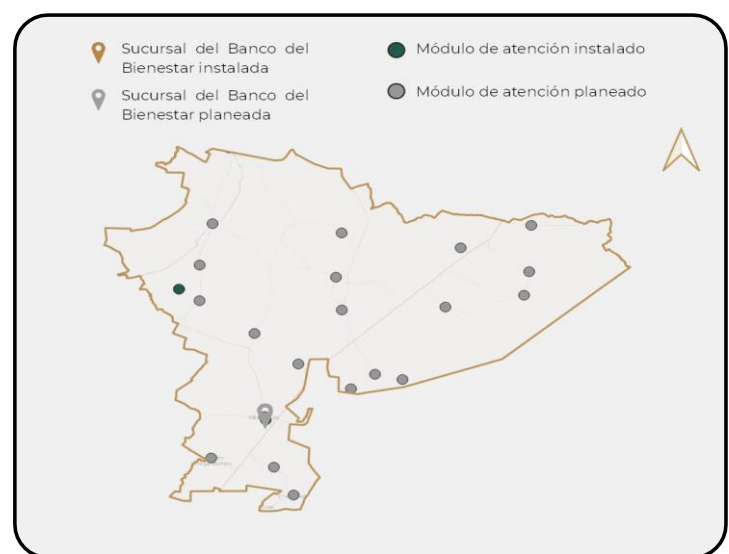 Sucursal del Banco del
Bienestar instalada
Sucursal del Banco del
Bienestar planeada
Módulo de atención instalado
Módulo de atención planeado